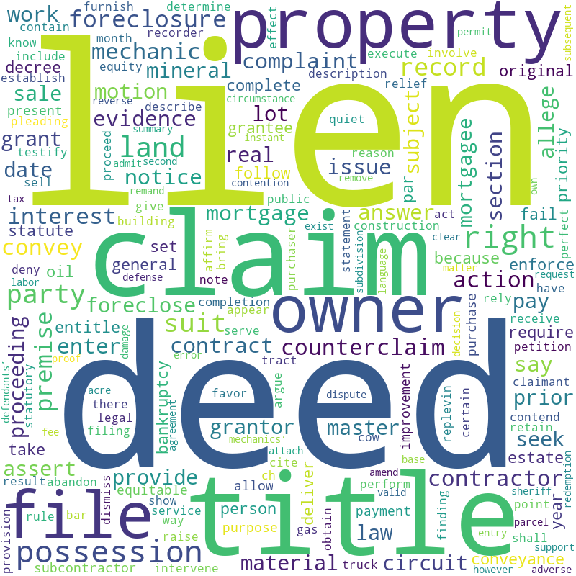 furnish determine
work contain foreclosure effect property subsequent
know month recorder permit
include mechanic execute involve
decree equity mineral complaint description record original
establish lien relief
sale motion complete
present reverse describe circumstance subject allege priority
pleading evidence lot grantee quiet mortgagee section
grant testify summary land instant real reason issue par
date proceed admit second follow contention remove own perfect
sell notice
tax remand give public answer act fail
interest building mortgage because
statute claim right
convey set affirm bring purchaser exist construction statement subdivision language clear matter enforce
deny oil general appear note action request have
labor defense
party foreclose completion owner purchase rely receive
suit serve decision pay
premise entitle error contract counterclaim require petition
defendants' statutory proceeding enter damage tract argue say claimant
proof deed improvement replevin prior contend
acre there favor dispute certain retain
fee legal bankruptcy agreement grantor master cow seek
take filing mechanics' attach base estate sheriff redemption
assert provide cite amend contractor
result abandon ch deliver perform finding year point
file dismiss equitable show allow title valid entry parcel
provision rule bar service person payment law shall
way purpose gas obtain support
possession raise material truck circuit conveyance
subcontractor intervene however adverse